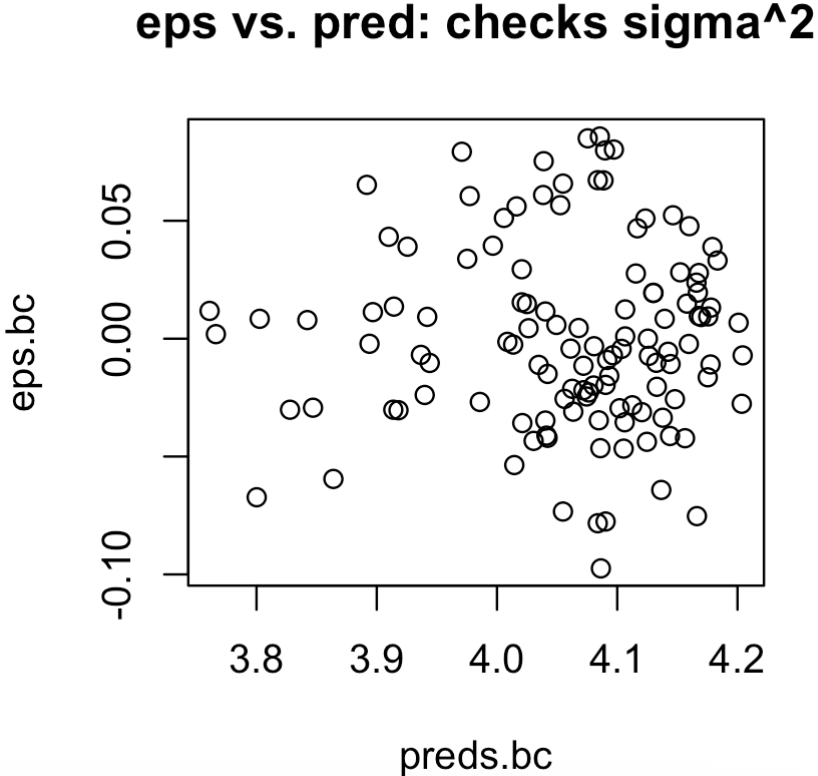 eps vs. pred: checks sigma^2
eps.bc
0.05
0.00
-0.10
3.8 3.9 4.0 4.1 4.2
preds.bc